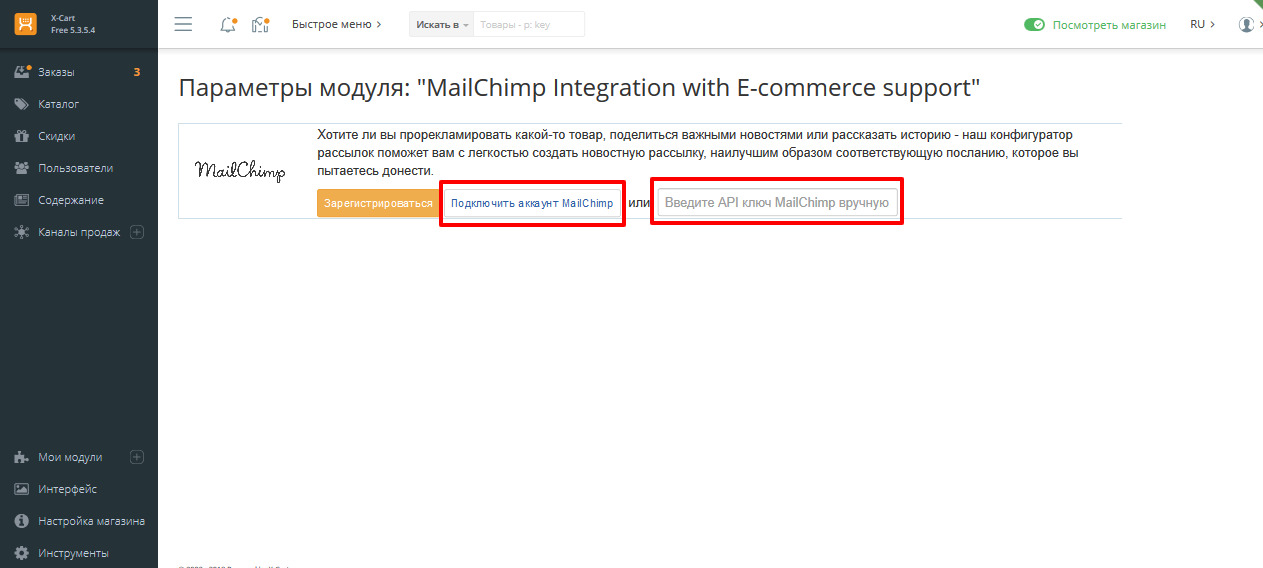 X-Cart
Free 5.3.5.4
Быстрое меню
Искать в
Товары - p: key
Посмотреть магазин
RU
Заказы 3
Каталог
Скидки
Пользователи
Содержание
Каналы продаж
Мои модули
Интерфейс
Настройка магазина
Инструменты
Параметры модуля: "MailChimp Integration with E-commerce support"
MailChimp
Хотите ли вы прорекламировать какой-то товар, поделиться важными новостями или рассказать историю - наш конфигуратор
рассылок поможет вам с легкостью создать новостную рассылку, наилучшим образом соответствующую посланию, которое вы
пытаетесь донести.
Зарегистрироваться Подключить аккаунт MailChimp или Введите API ключ MailChimp вручную